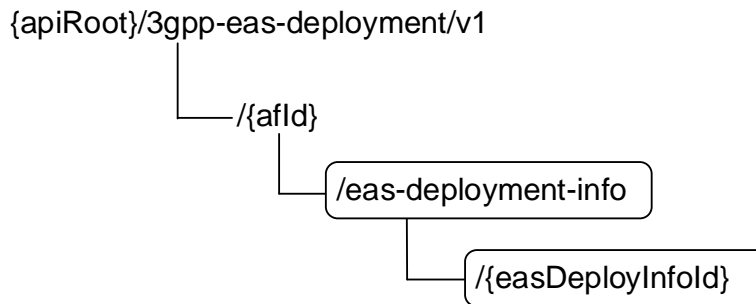 {apiRoot}/3gpp-eas-deployment/v1
/{afId}
/eas-deployment-info
/{easDeployInfoId}